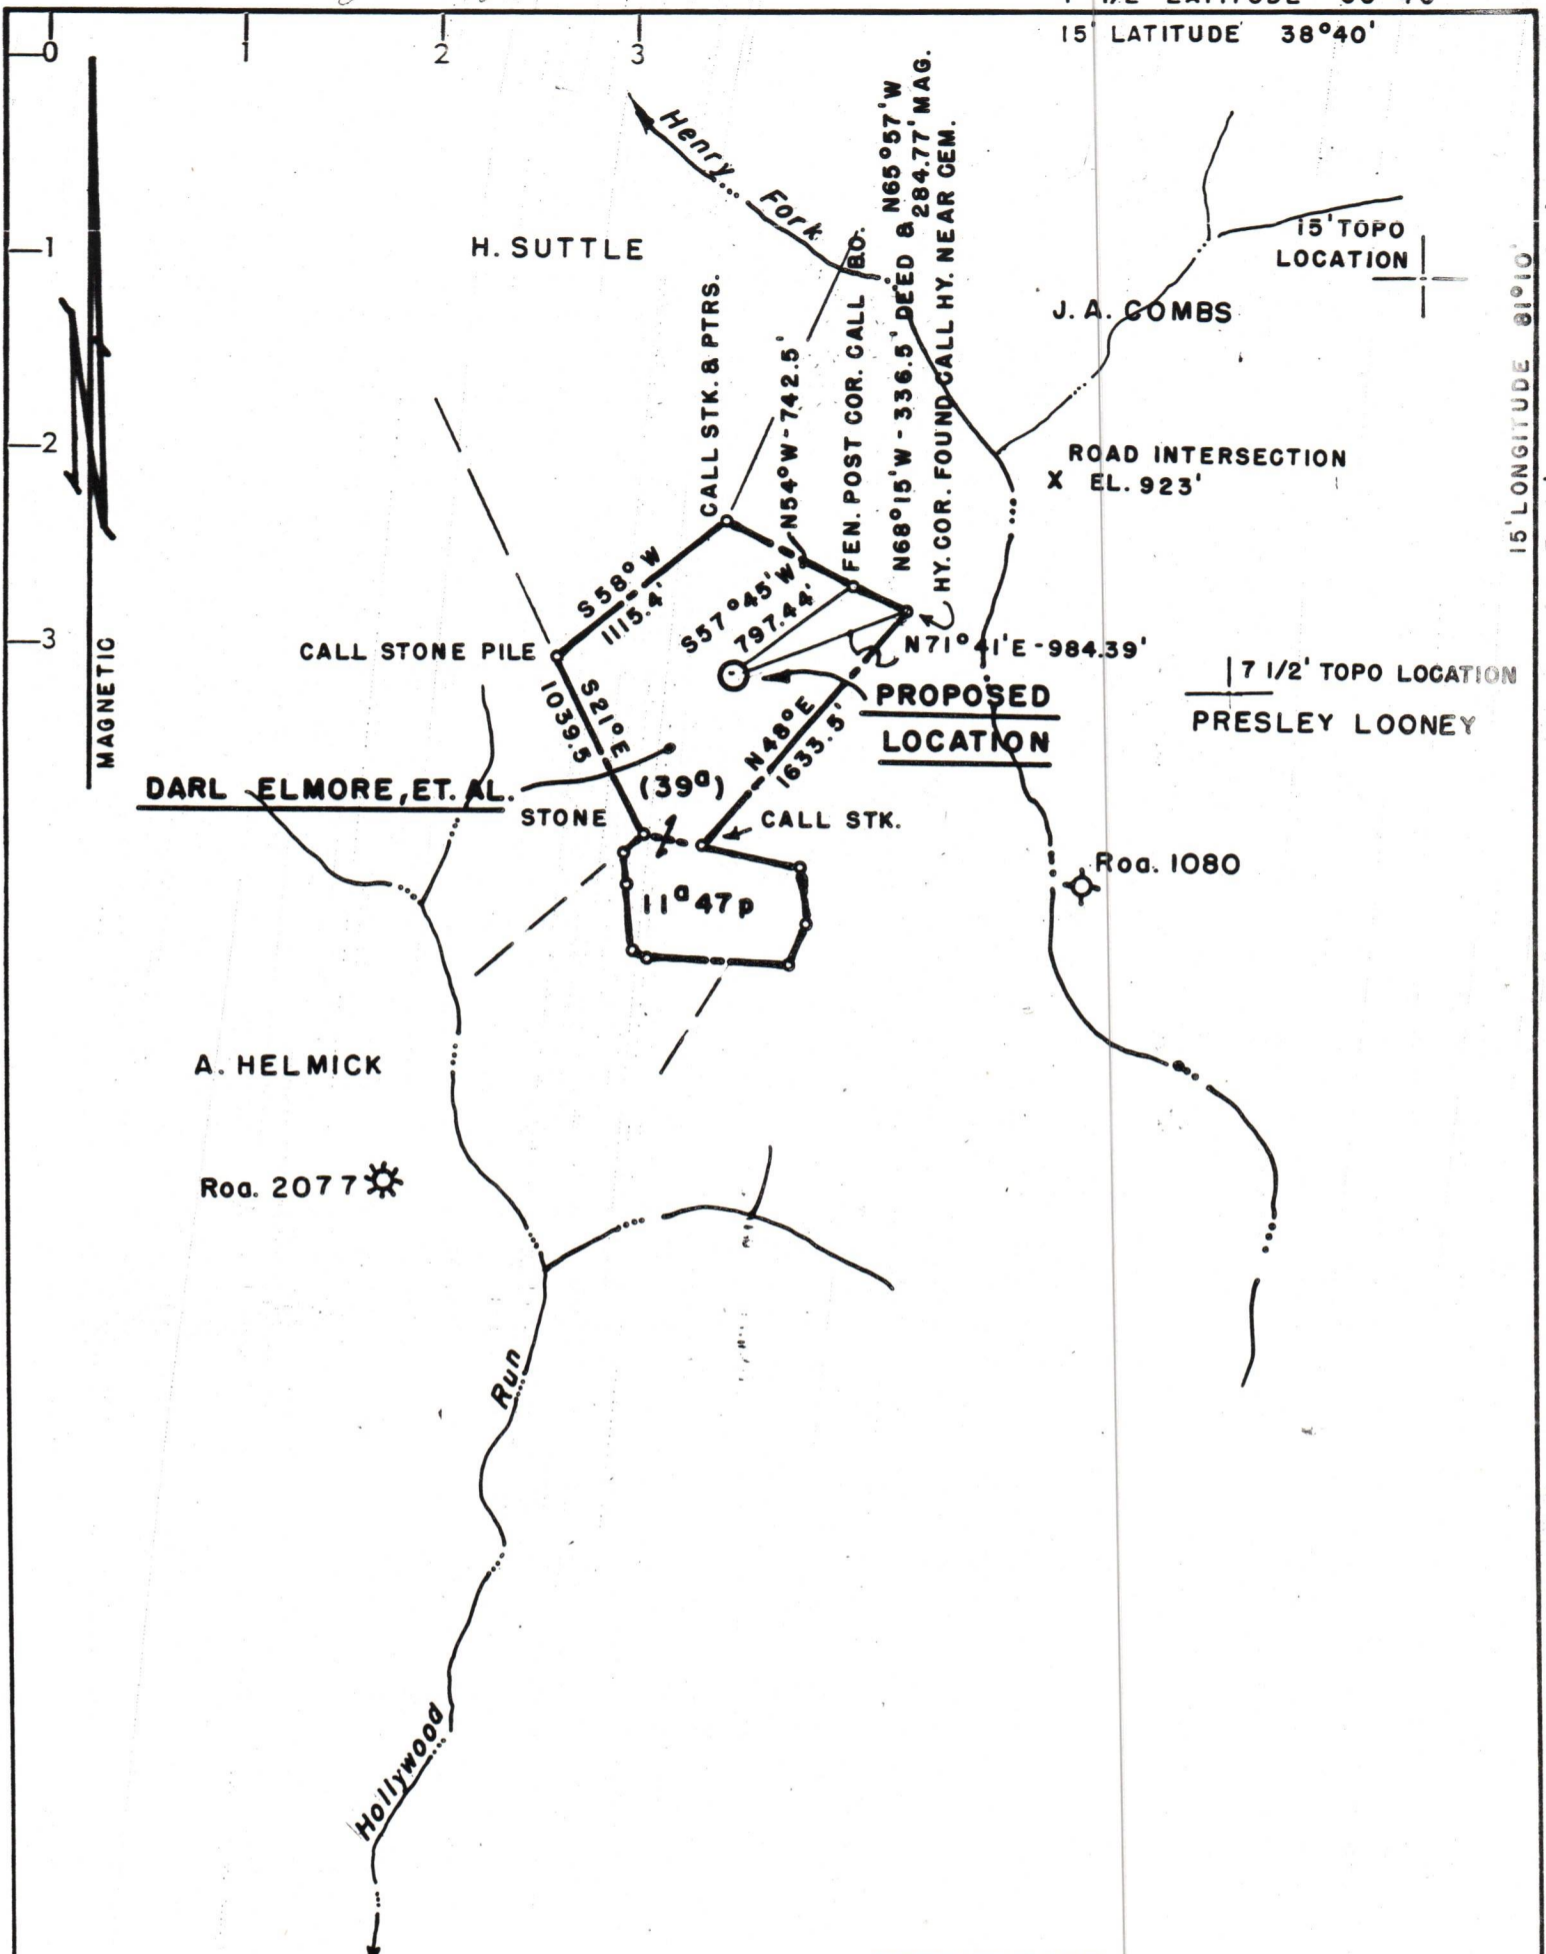 15' LATITUDE 38°40'
0
1
2
3
1
2
3
MAGNETIC
Henry Fork
H. SUTTLE
15' TOPO
LOCATION
J. A. COMBS
15' LONGITUDE 81°10'
ROAD INTERSECTION
X EL. 923'
CALL STK. & PTRS.
N54°W-742.5'
FEN. POST COR. CALL B.O.
N68°15'W-336.5' DEED & N65°57'W
284.77' MAG.
HY. COR. FOUND CALL HY. NEAR CEM.
S58°W
1115.4'
S57°45'W
797.44'
N71°41'E-984.39'
CALL STONE PILE
S21°E
1039.5
PROPOSED
LOCATION
N48°E
1633.5'
7 1/2' TOPO LOCATION
PRESLEY LOONEY
DARL ELMORE, ET. AL.
(39a)
STONE
CALL STK.
11a 47p
Roa. 1080
A. HELMICK
Roa. 2077
Run
Hollywood